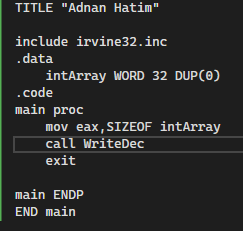 TITLE "Adnan Hatim"
include irvine32.inc
.data
intArray WORD 32 DUP(0)
.code
main proc
mov eax,SIZEOF intArray
call WriteDec
exit
main ENDP
END main